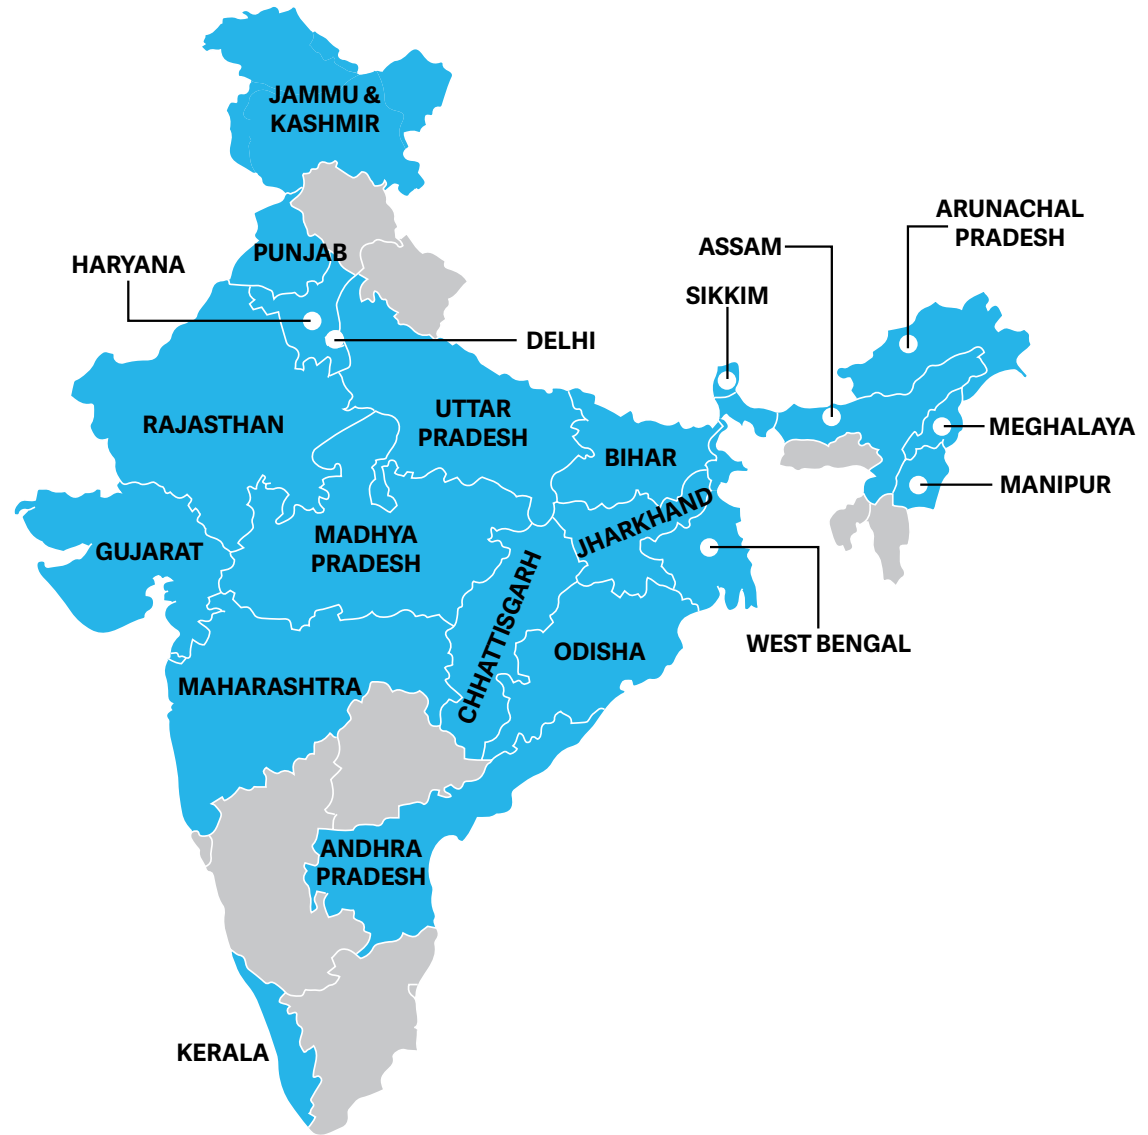 JAMMU &
KASHMIR
ARUNACHAL
PRADESH
ASSAM
PUNJAB
HARYANA
SIKKIM
DELHI
RAJASTHAN
UTTAR
PRADESH
MEGHALAYA
BIHAR
MANIPUR
JHARKHAND
MADHYA
PRADESH
GUJARAT
CHHATTISGARH
WEST BENGAL
ODISHA
MAHARASHTRA
ANDHRA
PRADESH
KERALA